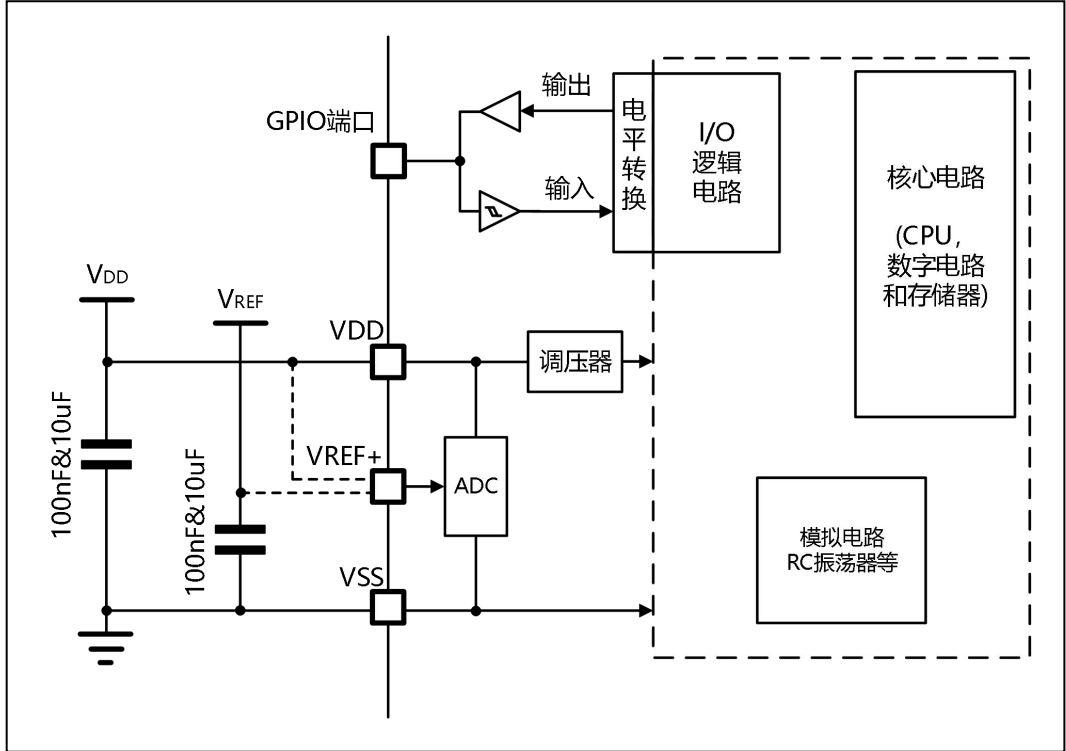 输出
GPIO端口
电平转换
I/O
逻辑
电路
输入
核心电路
(CPU，
数字电路
和存储器)
VDD
VREF
VDD
调压器
100nF&10uF
VREF+
ADC
100nF&10uF
模拟电路
RC振荡器等
VSS